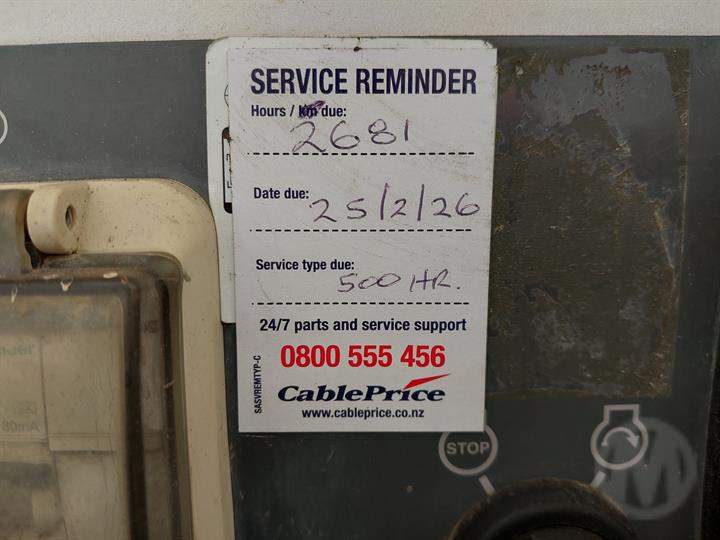 SERVICE REMINDER
Hours / km due:
2681
Date due:
25/2/26
Service type due:
500 HR.
24/7 parts and service support
0800 555 456
CablePrice
www.cableprice.co.nz
SASVREMTYP-C
30mA
STOP
M